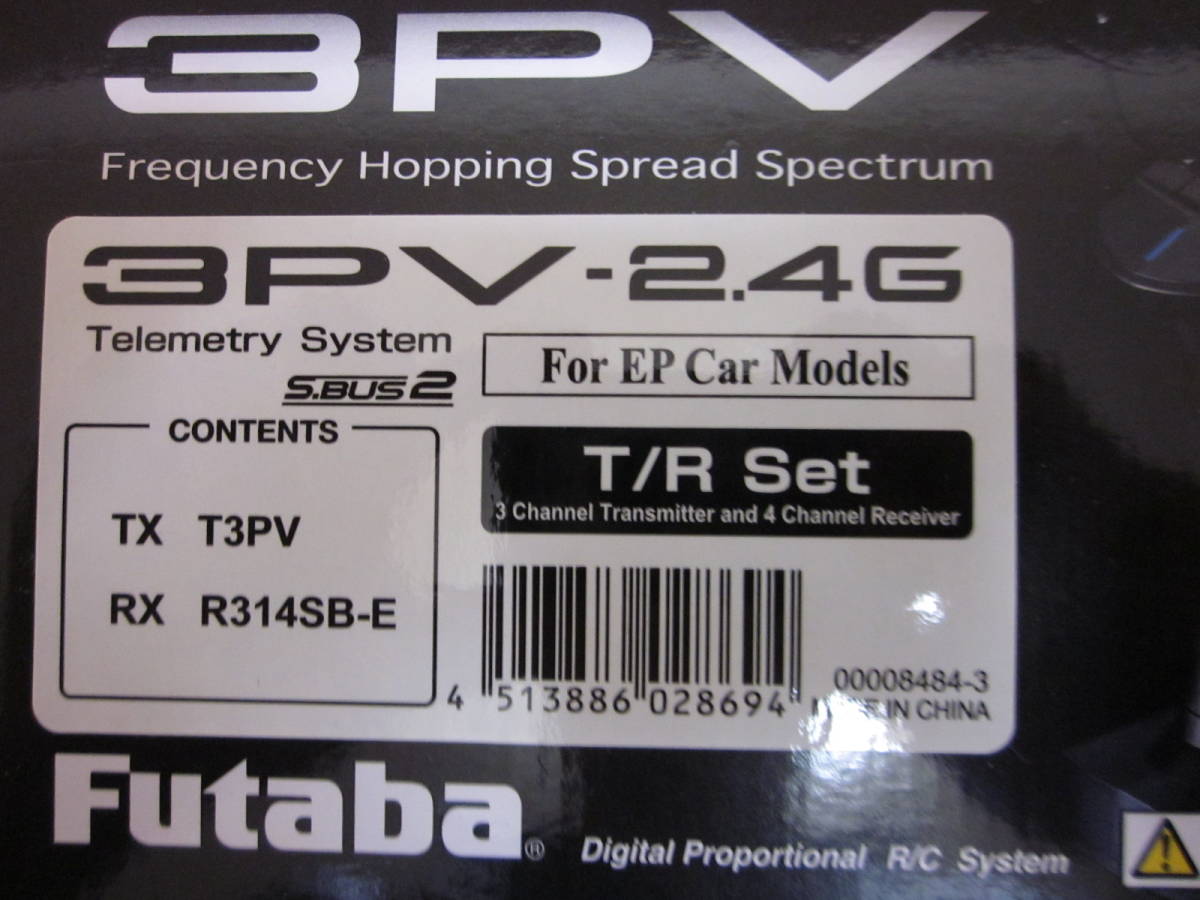 3PV
Frequency Hopping Spread Spectrum
3PV-2.4G
Telemetry System
S.BUS2
For EP Car Models
CONTENTS
TX T3PV
RX R314SB-E
T/R Set
3 Channel Transmitter and 4 Channel Receiver
4 513886 028694
00008484-3
IN CHINA
Futaba®
Digital Proportional R/C System